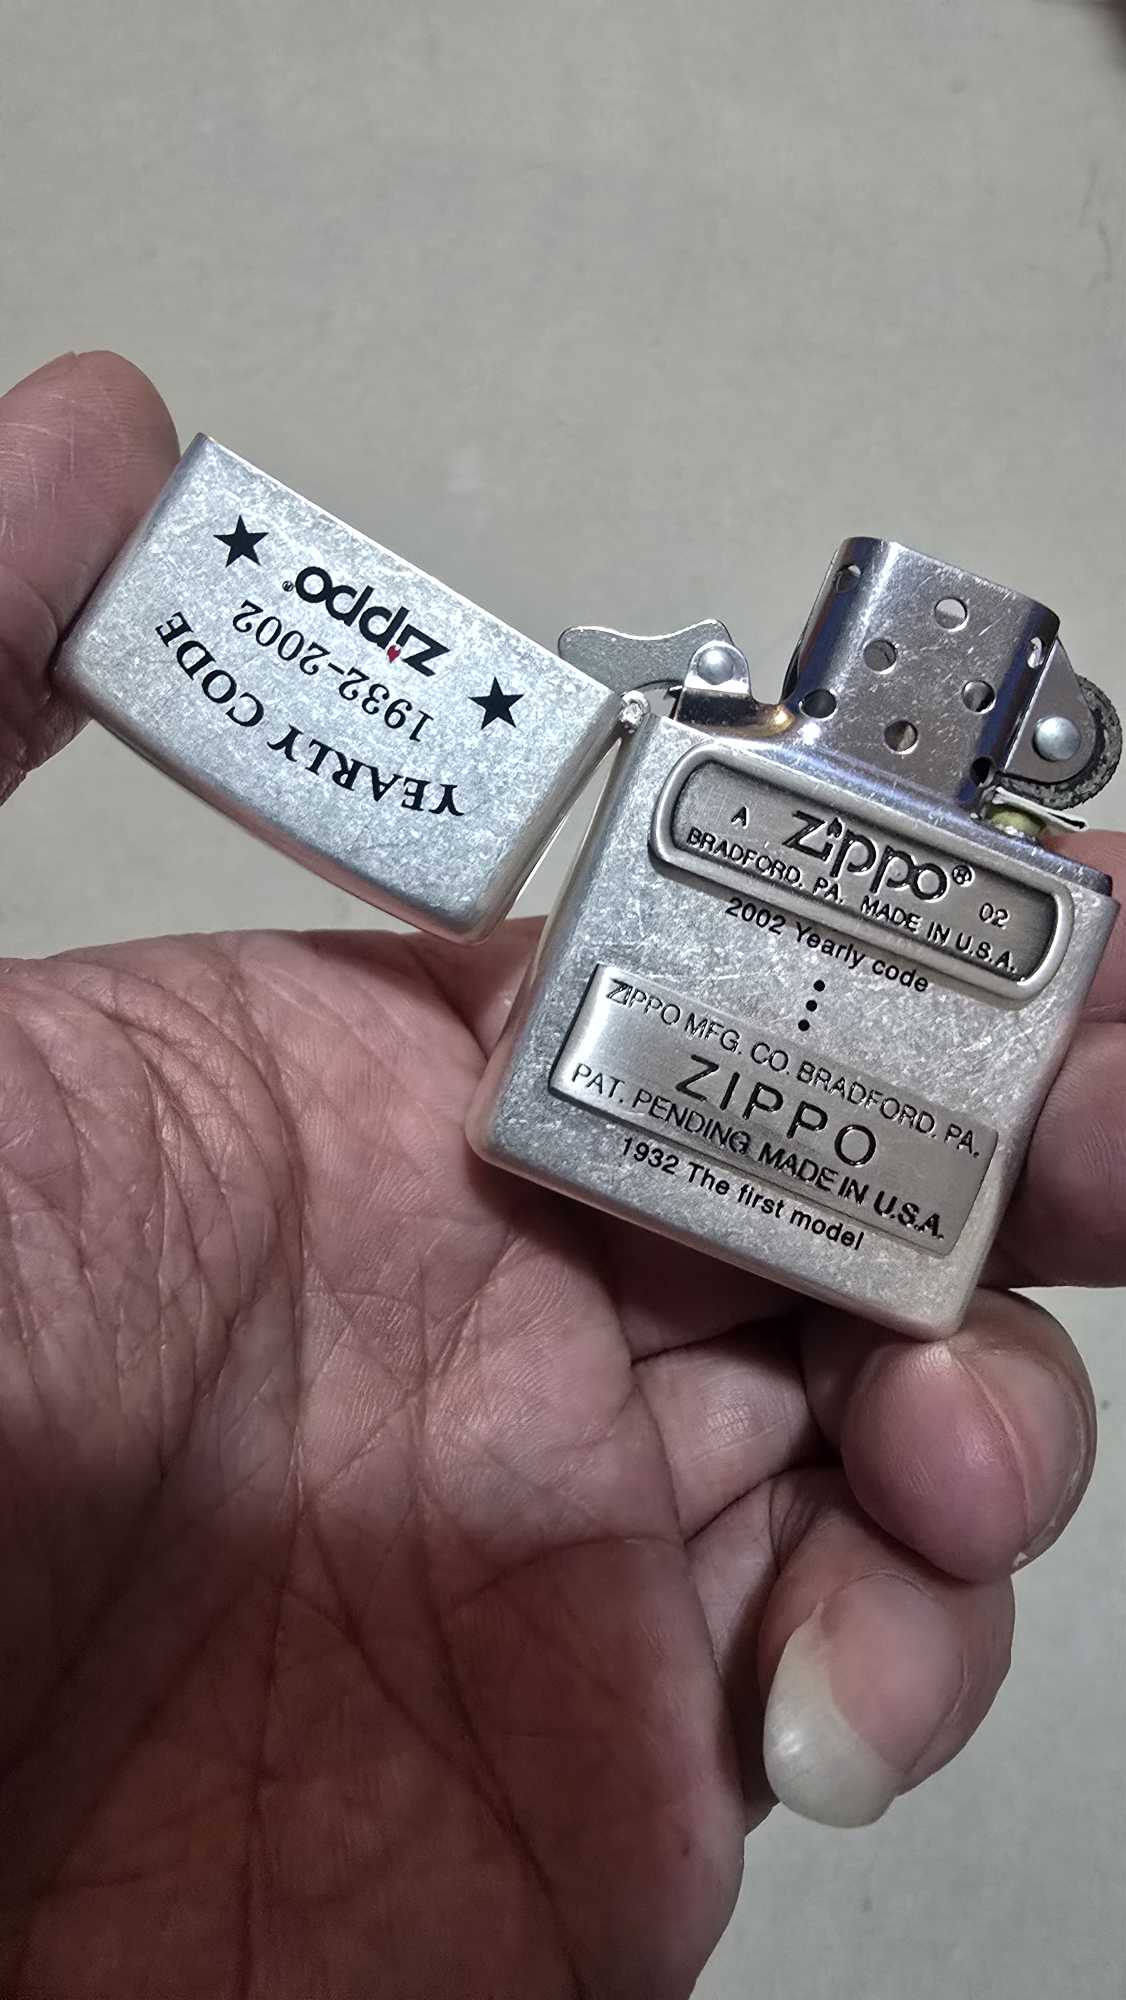 YEARLY CODE
1932-2002
zippo®
A zippo® 02
BRADFORD, PA. MADE IN U.S.A.
2002 Yearly code
ZIPPO MFG. CO. BRADFORD. PA.
ZIPPO
PAT. PENDING MADE IN U.S.A.
1932 The first model